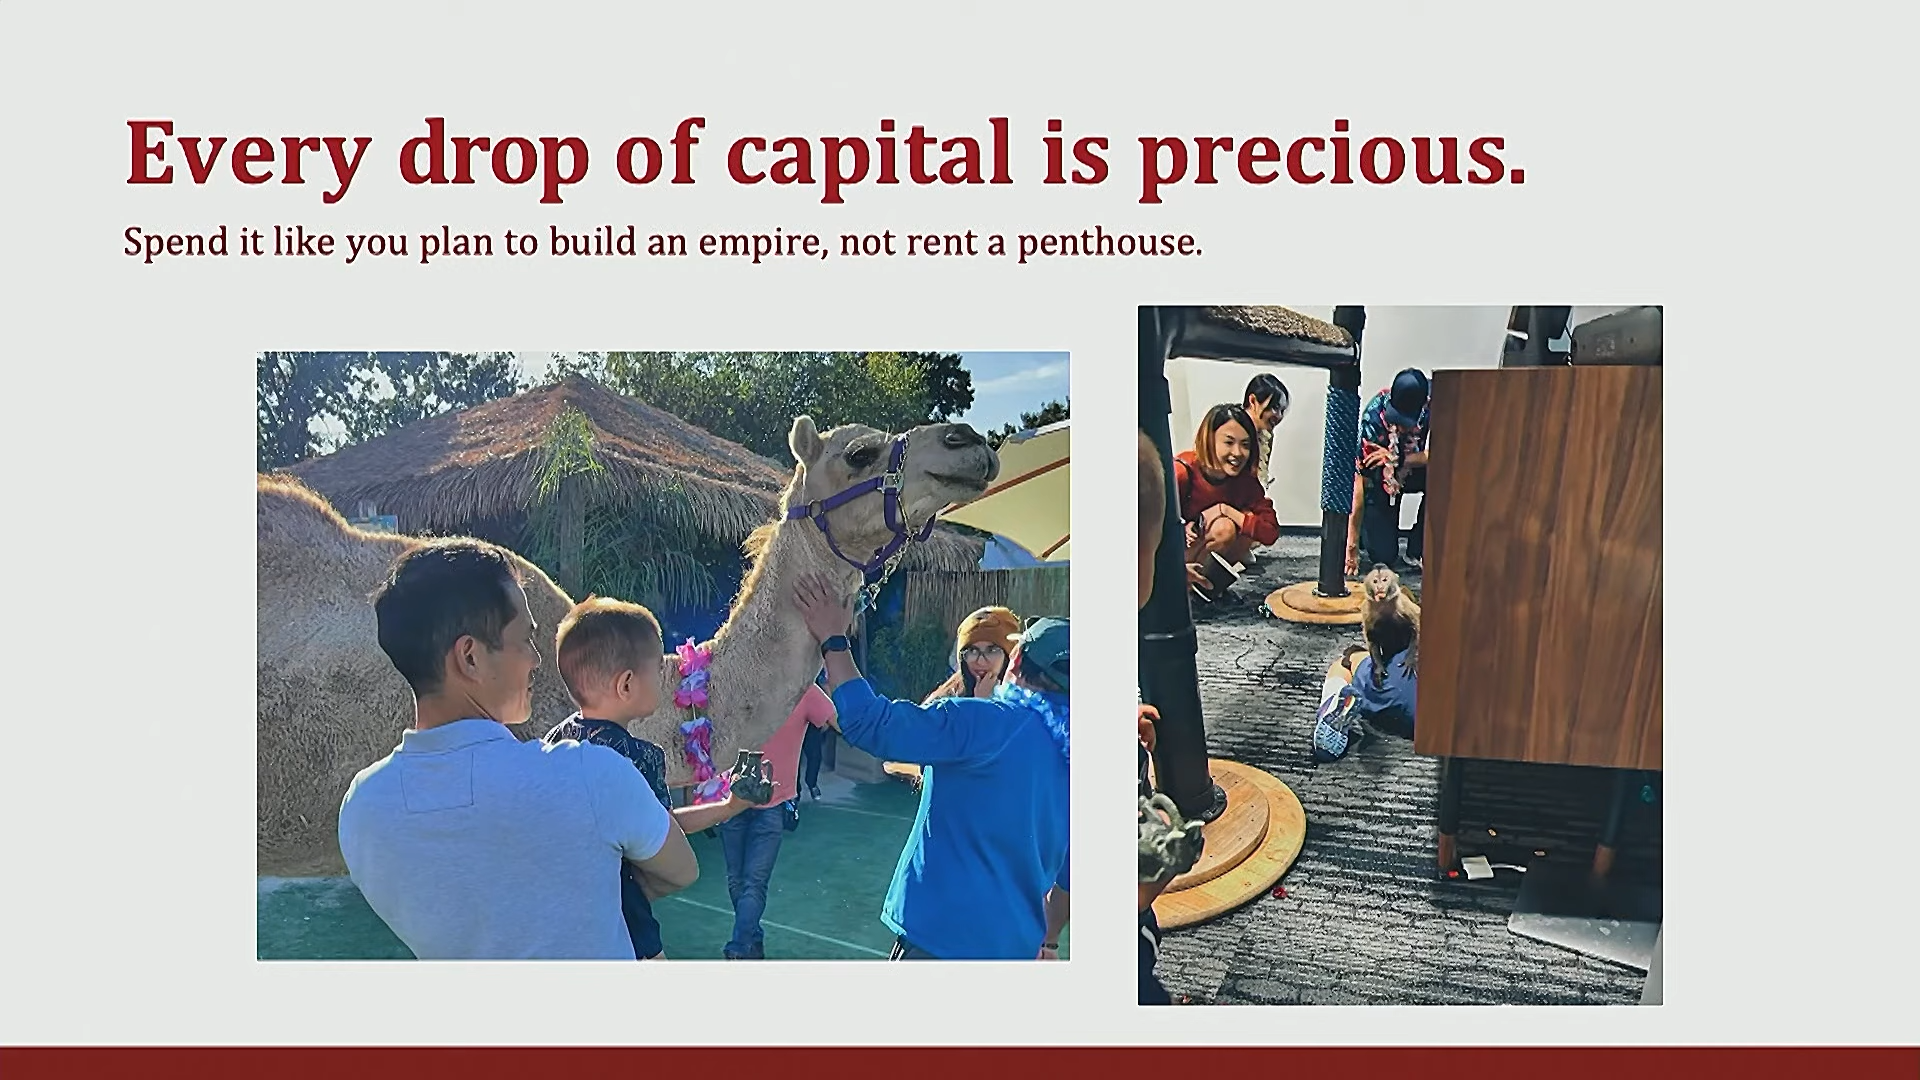 Every drop of capital is precious.
Spend it like you plan to build an empire, not rent a penthouse.